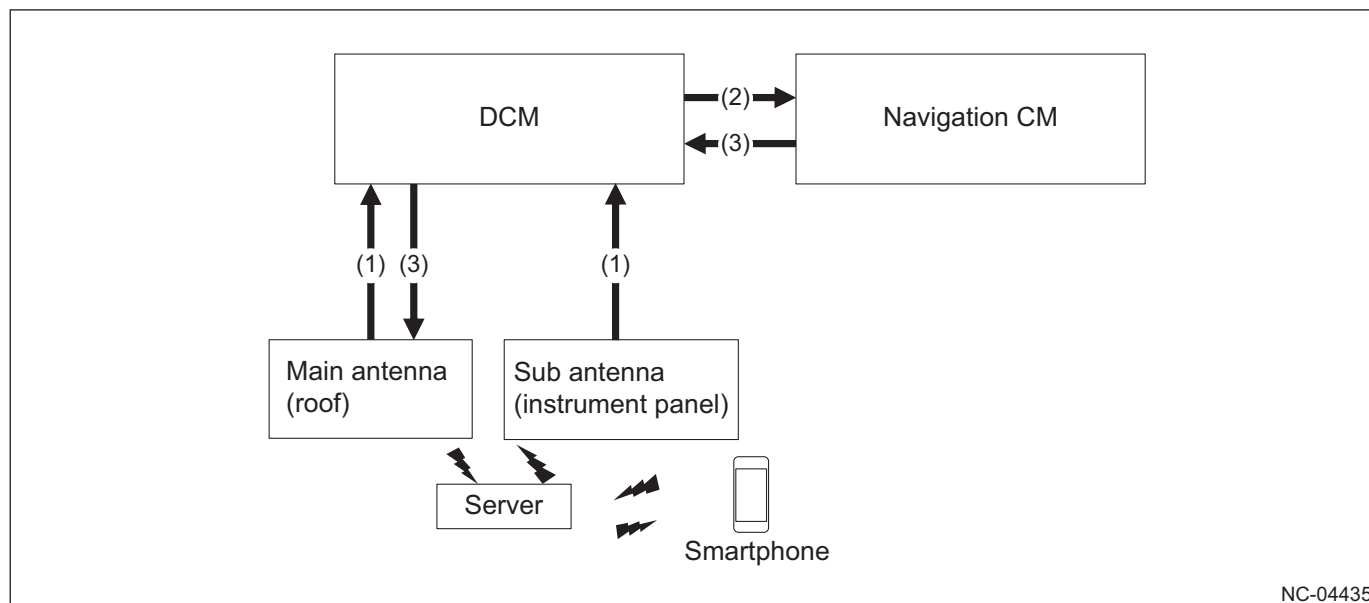 DCM
(2)
Navigation CM
(3)
(1)
(3)
(1)
Main antenna
(roof)
Sub antenna
(instrument panel)
Server
Smartphone
NC-04435